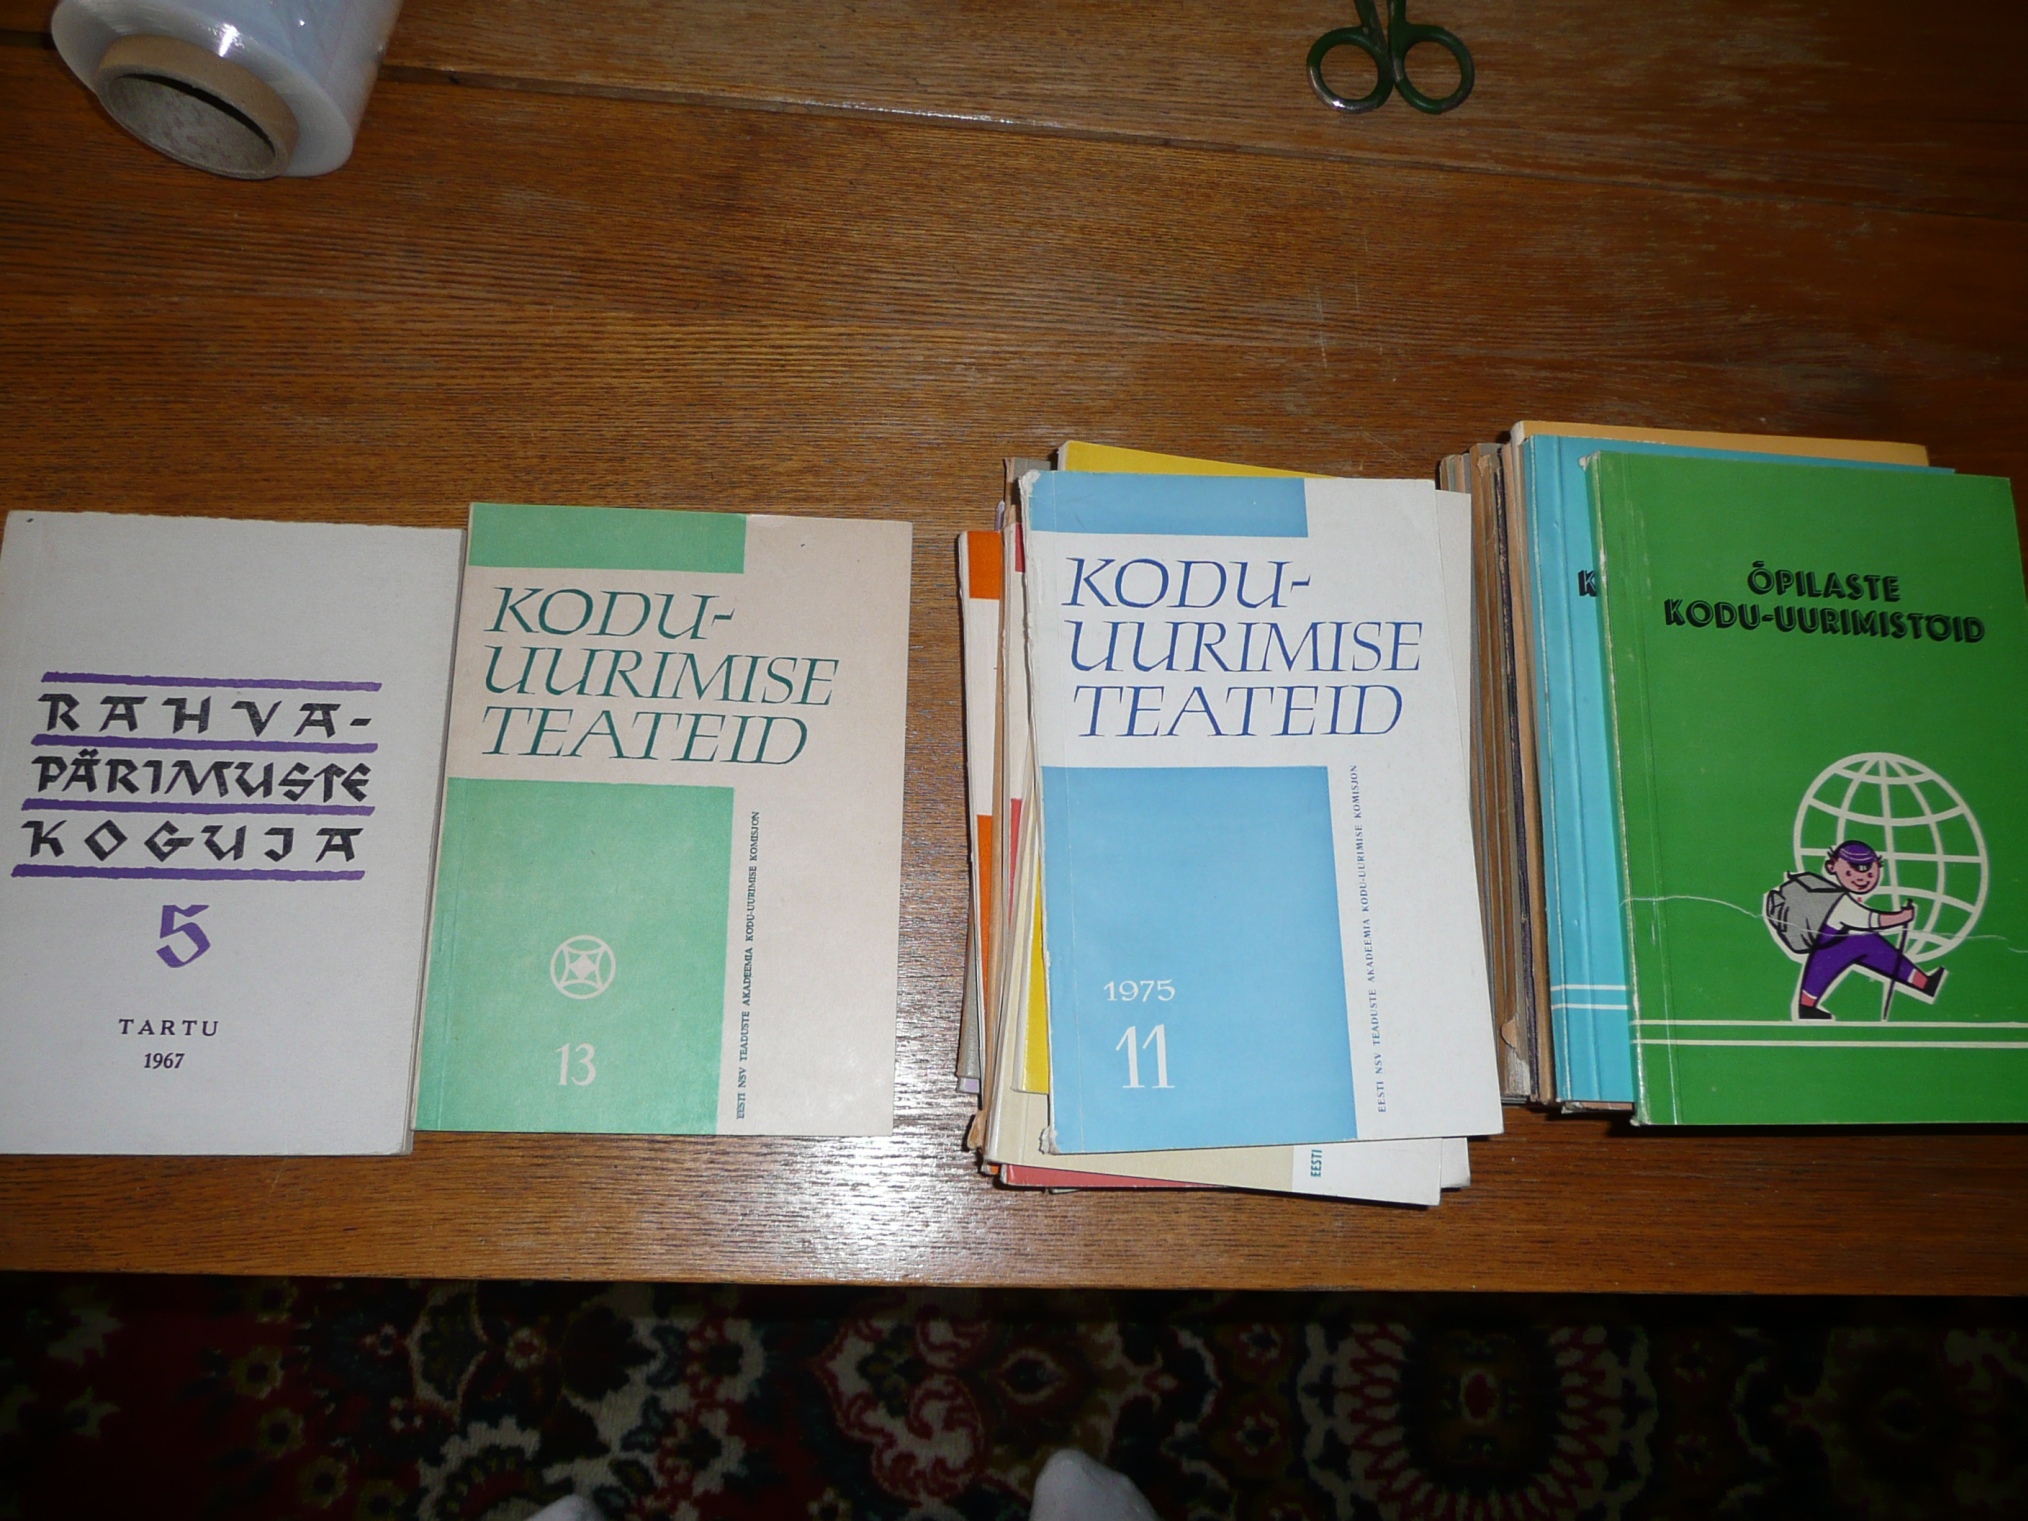 RAHVA-
PÄRIMUSTE
KOGUJA
5
TARTU
1967
KODU-
UURIMISE
TEATEID
13
EESTI NSV TEADUSTE AKADEEMIA KODU-UURIMISE KOMISJON
KODU-
UURIMISE
TEATEID
1975
11
EESTI NSV TEADUSTE AKADEEMIA KODU-UURIMISE KOMISJON
EESTI
K
ÕPILASTE
KODU-UURIMISTÖID